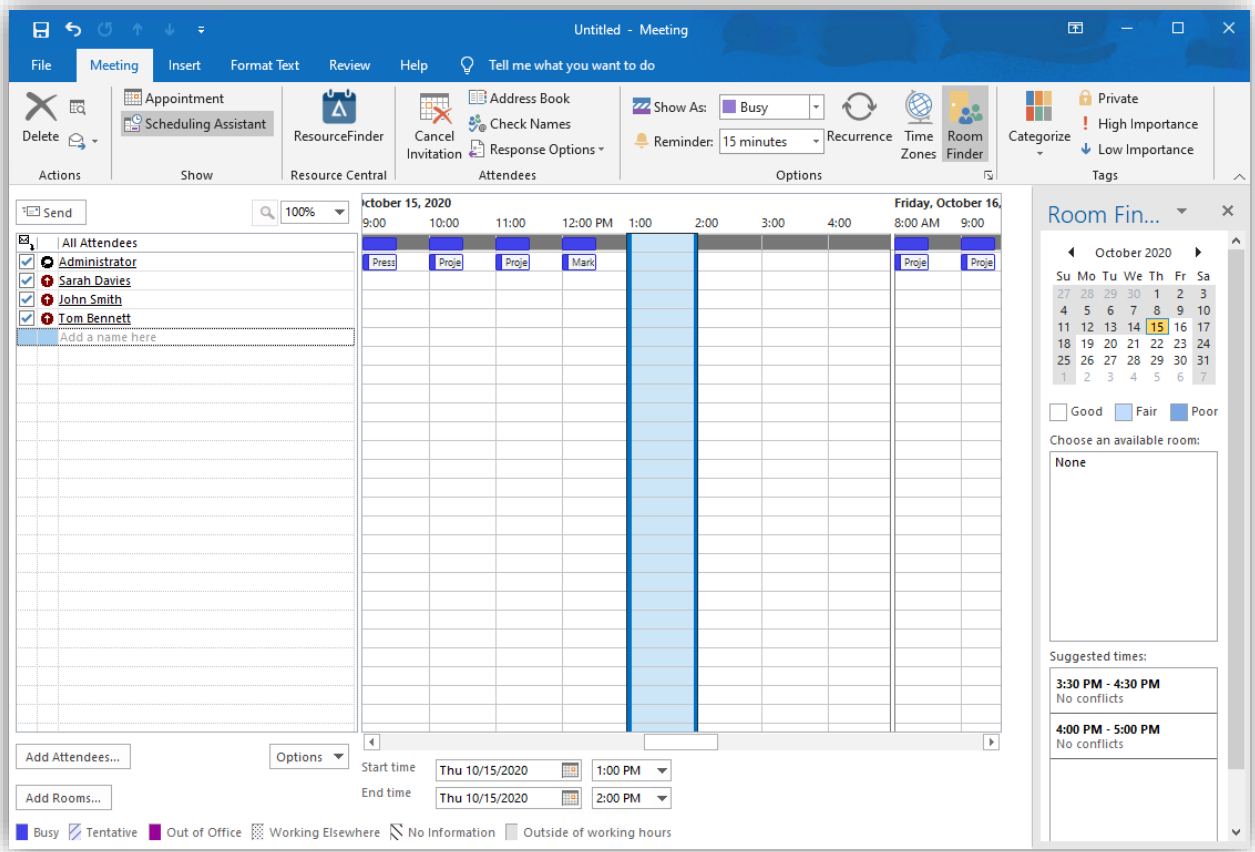 Untitled - Meeting
File Meeting Insert Format Text Review Help Tell me what you want to do
Delete
Actions
Appointment
Scheduling Assistant
Show
ResourceFinder
Resource Central
Cancel Invitation
Address Book
Check Names
Response Options
Attendees
Show As: Busy
Reminder: 15 minutes
Recurrence
Time Zones
Room Finder
Options
Categorize
Private
High Importance
Low Importance
Tags
Send 100%
October 15, 2020 Friday, October 16,
9:00 10:00 11:00 12:00 PM 1:00 2:00 3:00 4:00 8:00 AM 9:00
All Attendees
Administrator Press Proje Proje Mark Proje Proje
Sarah Davies
John Smith
Tom Bennett
Add a name here
Add Attendees... Options
Add Rooms...
Start time Thu 10/15/2020 1:00 PM
End time Thu 10/15/2020 2:00 PM
Busy Tentative Out of Office Working Elsewhere No Information Outside of working hours
Room Fin...
October 2020
Su Mo Tu We Th Fr Sa
27 28 29 30 1 2 3
4 5 6 7 8 9 10
11 12 13 14 15 16 17
18 19 20 21 22 23 24
25 26 27 28 29 30 31
1 2 3 4 5 6 7
Good Fair Poor
Choose an available room:
None
Suggested times:
3:30 PM - 4:30 PM
No conflicts
4:00 PM - 5:00 PM
No conflicts